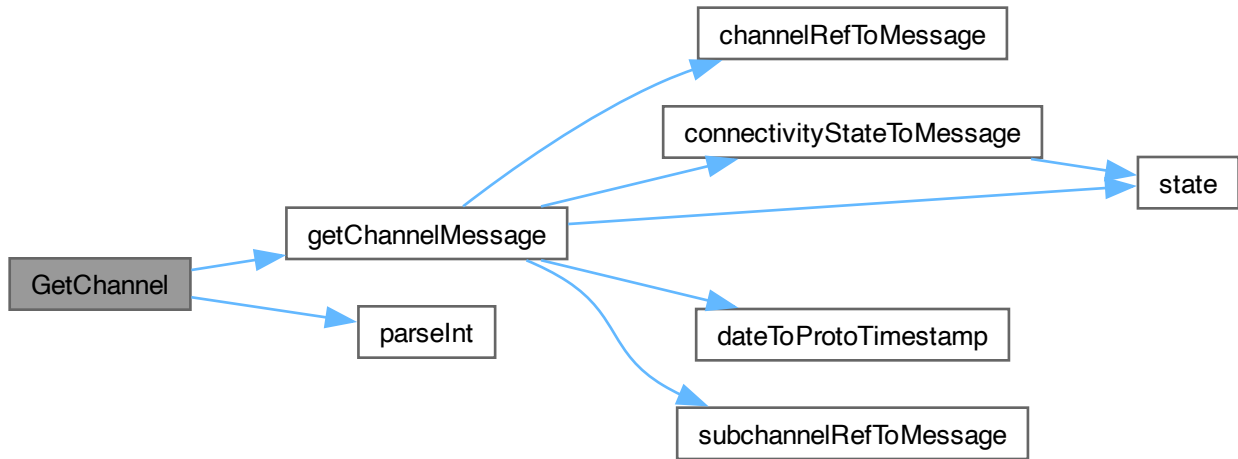 channelRefToMessage
connectivityStateToMessage
state
getChannelMessage
GetChannel
parseInt
dateToProtoTimestamp
subchannelRefToMessage